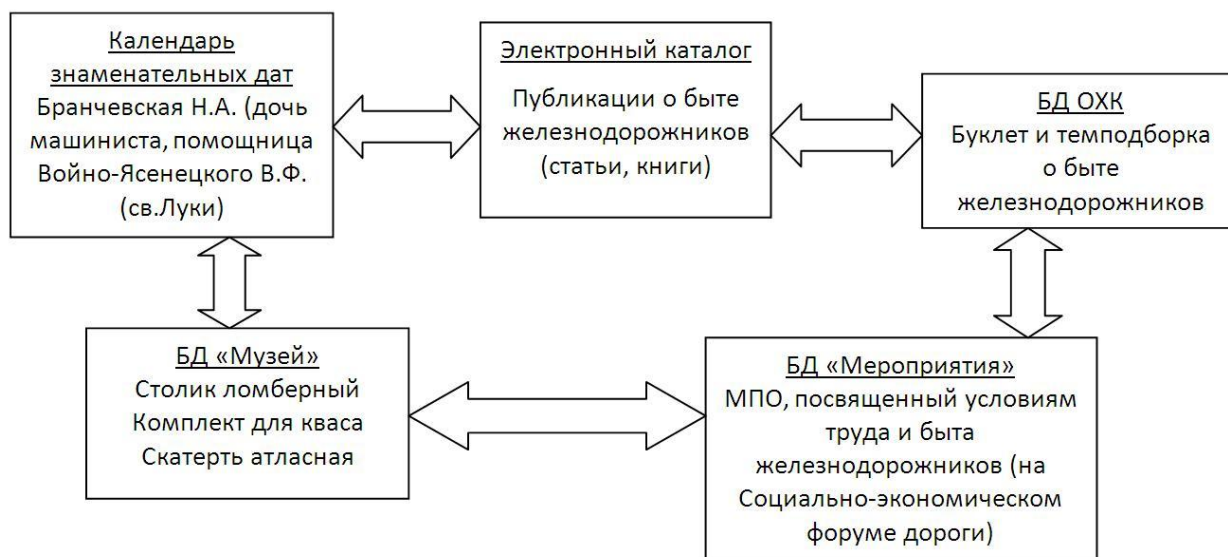 Календарь
знаменательных дат
Бранчевская Н.А. (дочь
машиниста, помощница
Войно-Ясенецкого В.Ф.
(св.Луки)
Электронный каталог
Публикации о быте
железнодорожников
(статьи, книги)
БД ОХК
Буклет и темподборка
о быте
железнодорожников
БД «Музей»
Столик ломберный
Комплект для кваса
Скатерть атласная
БД «Мероприятия»
МПО, посвященный условиям
труда и быта
железнодорожников (на
Социально-экономическом
форуме дороги)